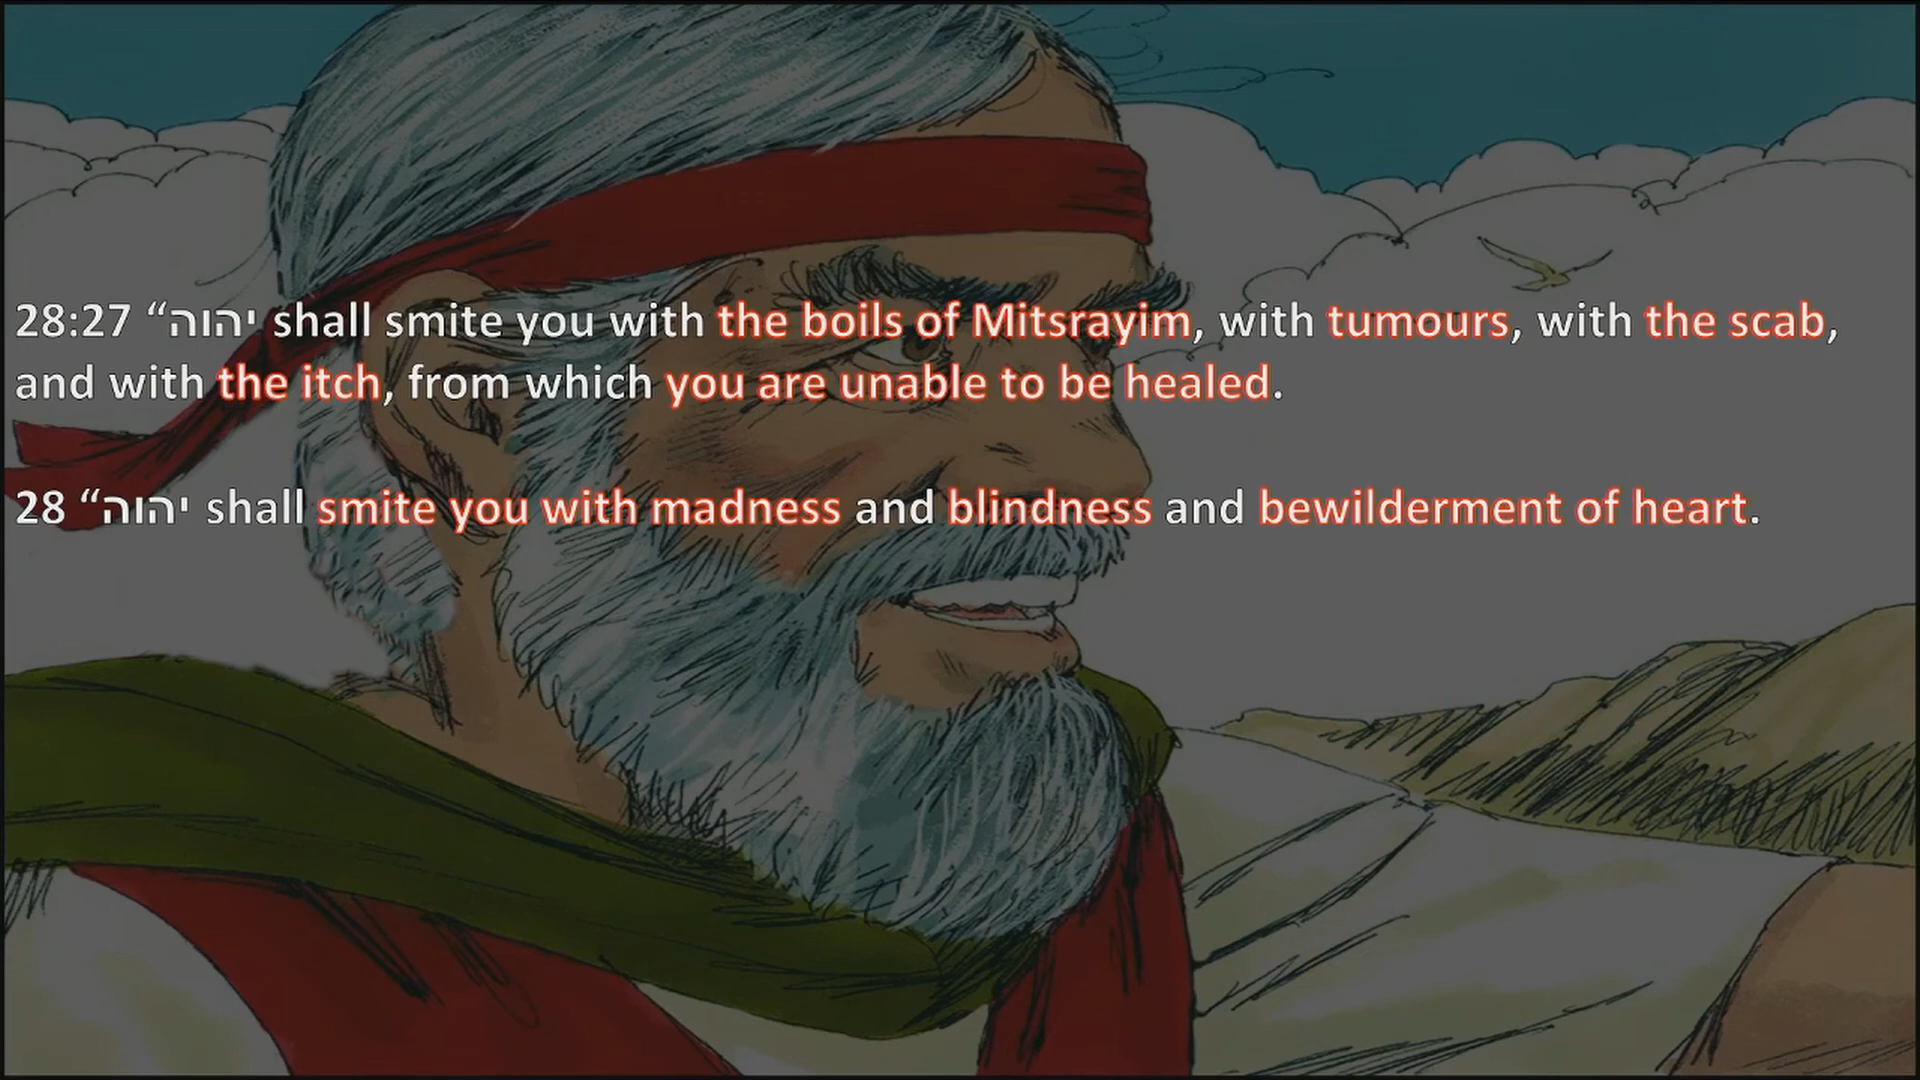 28:27 “יהוה shall smite you with the boils of Mitsrayim, with tumours, with the scab,
and with the itch, from which you are unable to be healed.
28 “יהוה shall smite you with madness and blindness and bewilderment of heart.